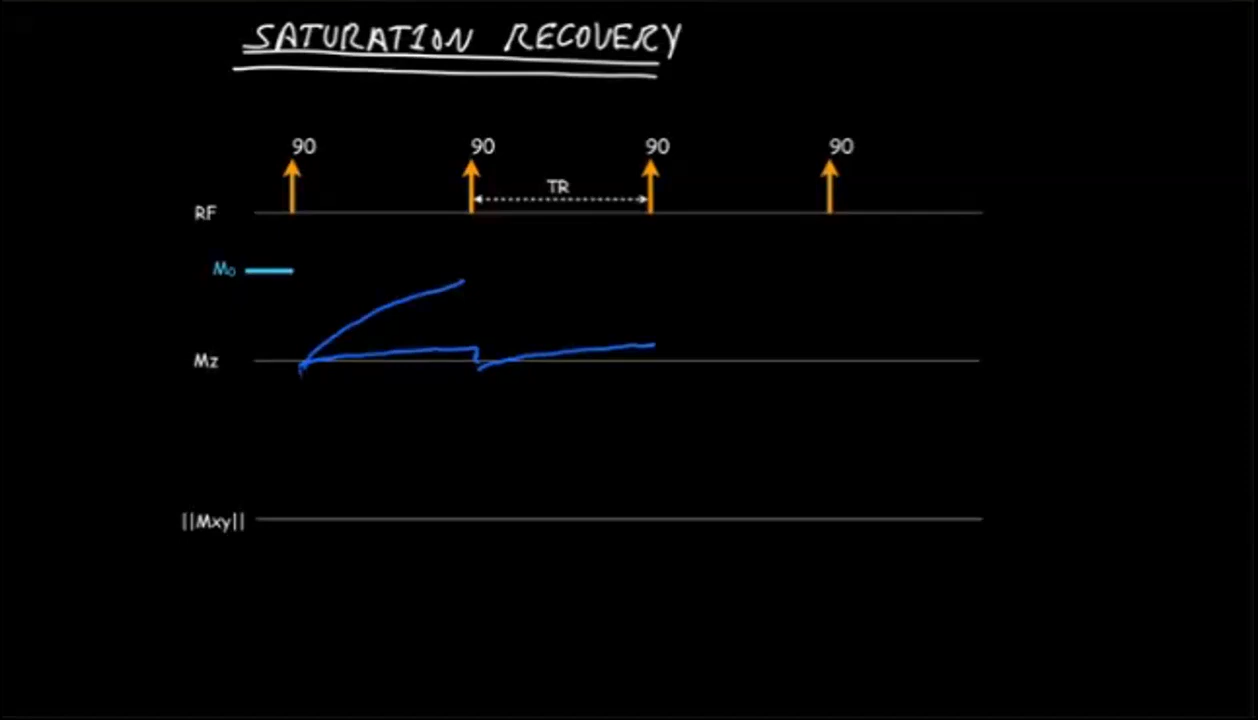 SATURATION RECOVERY
90 90 90 90
TR
RF
M₀
Mz
||Mxy||